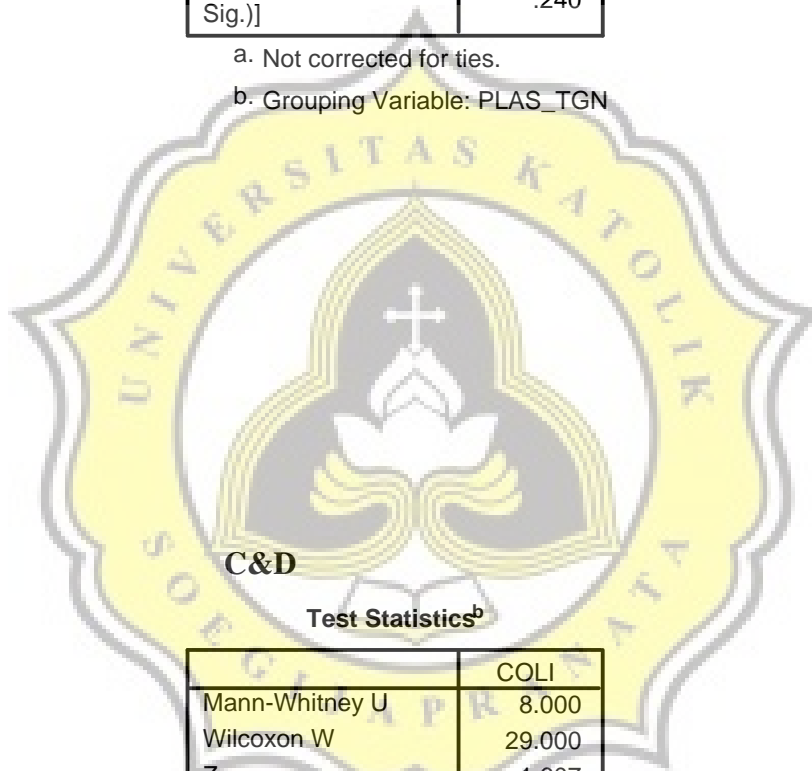 Sig.)]
a. Not corrected for ties.
b. Grouping Variable: PLAS_TGN
UNIVERSITAS KATOLIK
SOEGIJAPRANATA
C&D
Test Statisticsb
COLI
Mann-Whitney U 8.000
Wilcoxon W 29.000